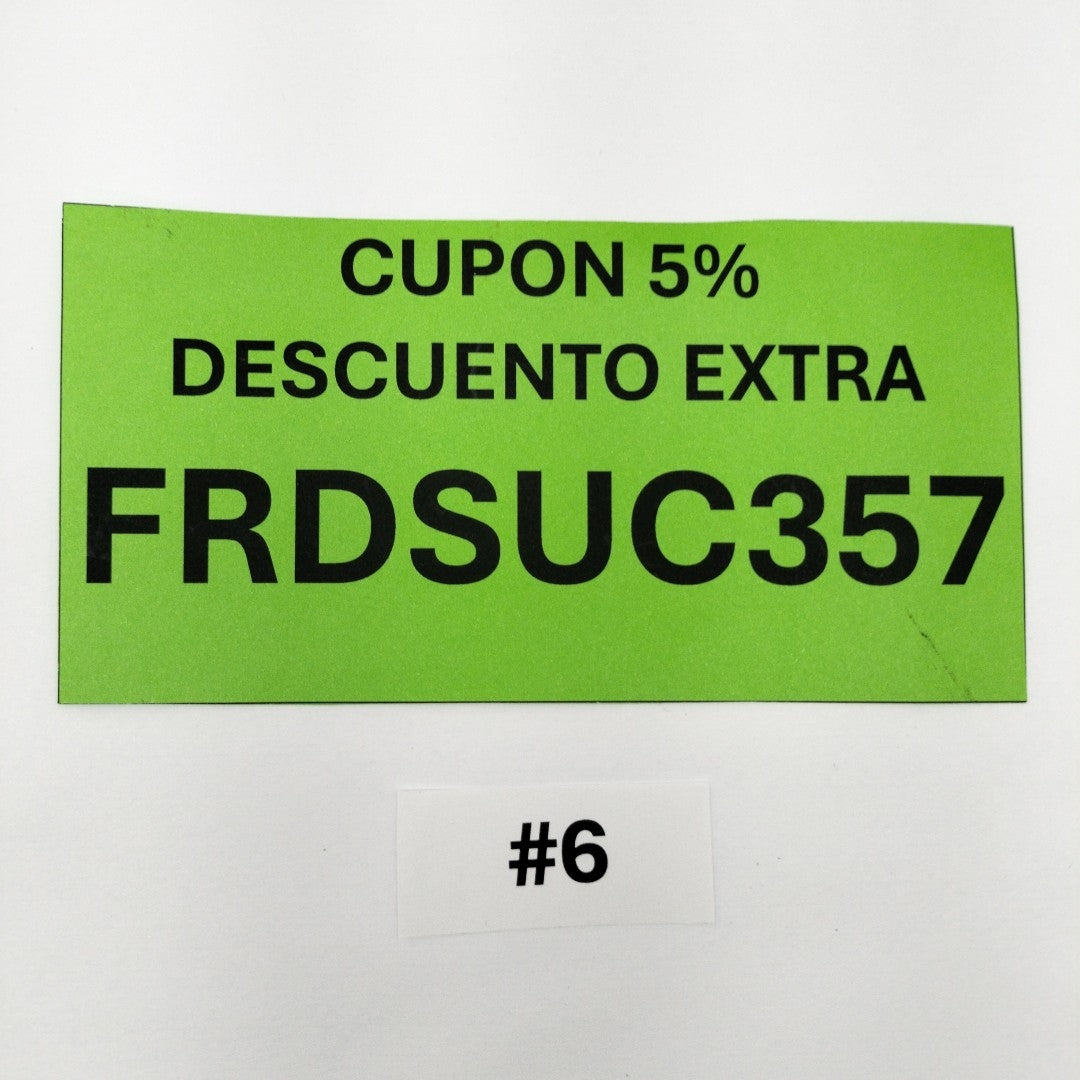 CUPON 5%
DESCUENTO EXTRA
FRDSUC357
#6